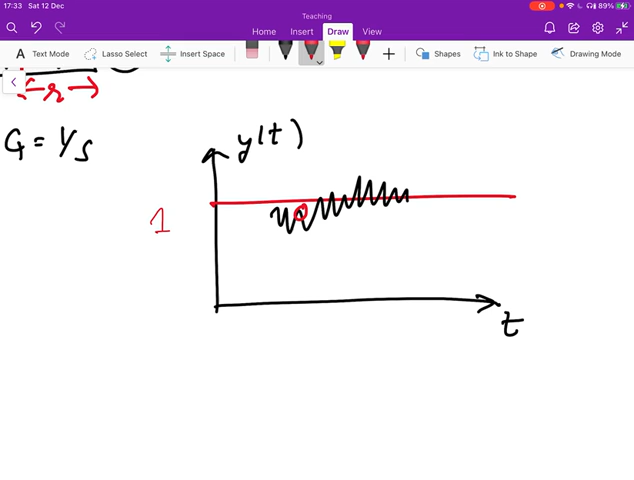 17:33 Sat 12 Dec
89%
Teaching
Home Insert Draw View
Text Mode
Lasso Select
Insert Space
Shapes
Ink to Shape
Drawing Mode
r
G = 1/s
y(t)
1
t